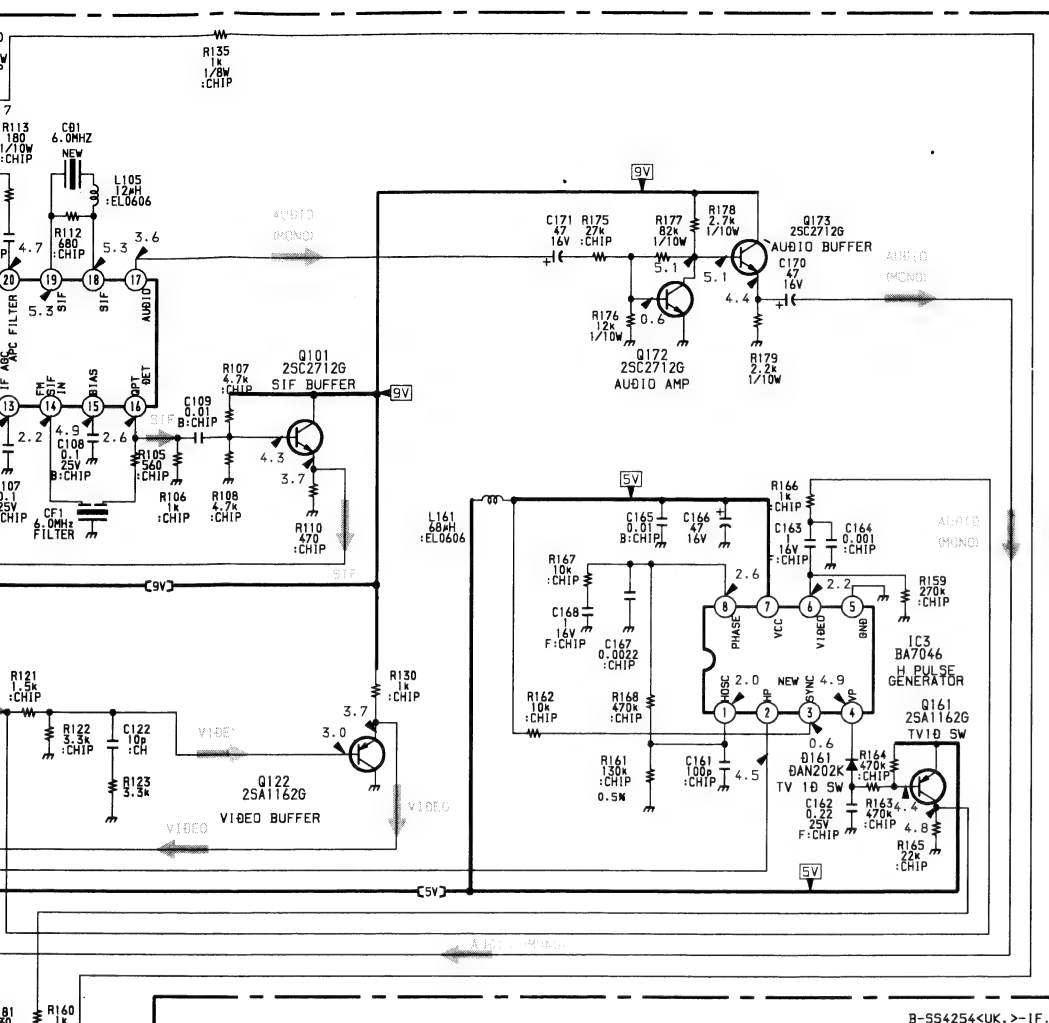 R135
1k
1/8W
:CHIP
7
R113
180
1/10W
:CHIP
CD1
6.0MHZ
NEW
L105
12µH
:EL0606
R112
680
:CHIP
4.7
5.3
3.6
5.3
20
19
18
17
APC FILTER
SIF
SIF
AUDIO
IF AGC
FM
SIF
IN
BIAS
QPT
DET
13
14
15
16
2.2
4.9
2.6
C108
0.1
25V
B:CHIP
CF1
6.0MHz
FILTER
R105
560
:CHIP
SIF
C109
0.01
B:CHIP
R106
1k
:CHIP
R107
4.7k
:CHIP
R108
4.7k
:CHIP
Q101
2SC2712G
SIF BUFFER
4.3
3.7
R110
470
:CHIP
SIF
9V
[9V]
AUDIO
(MONO)
9V
C171
47
16V
R175
27k
:CHIP
R177
82k
1/10W
R178
2.7k
1/10W
Q173
2SC2712G
AUDIO BUFFER
5.1
5.1
C170
47
16V
4.4
0.6
R176
12k
1/10W
Q172
2SC2712G
AUDIO AMP
R179
2.2k
1/10W
AUDIO
(MONO)
5V
L161
68µH
:EL0606
C165
0.01
B:CHIP
C166
47
16V
R166
1k
:CHIP
C163
1
16V
F:CHIP
C164
0.001
:CHIP
AUDIO
(MONO)
R167
10k
:CHIP
C168
1
16V
F:CHIP
C167
0.0022
:CHIP
2.6
2.2
R159
270k
:CHIP
8
7
6
5
PHASE
VCC
VIDEO
GND
IC3
BA7046
H PULSE
GENERATOR
HOSC
2.0
HP
NEW
SYNC
4.9
VP
1
2
3
4
R162
10k
:CHIP
R168
470k
:CHIP
R161
130k
:CHIP
0.5%
C161
100p
:CHIP
4.5
0.6
D161
DAN202K
TV ID SW
C162
0.22
25V
F:CHIP
R164
470k
:CHIP
R163
470k
:CHIP
Q161
2SA1162G
TVID SW
4.4
4.8
R165
22k
:CHIP
5V
R121
1.5k
:CHIP
R122
3.3k
:CHIP
C122
10p
:CH
R123
3.3k
R130
1k
:CHIP
3.7
3.0
Q122
2SA1162G
VIDEO BUFFER
VIDEO
VIDEO
[5V]
AUDIO (MONO)
R160
1k
B-SS4254<UK.>-IF.